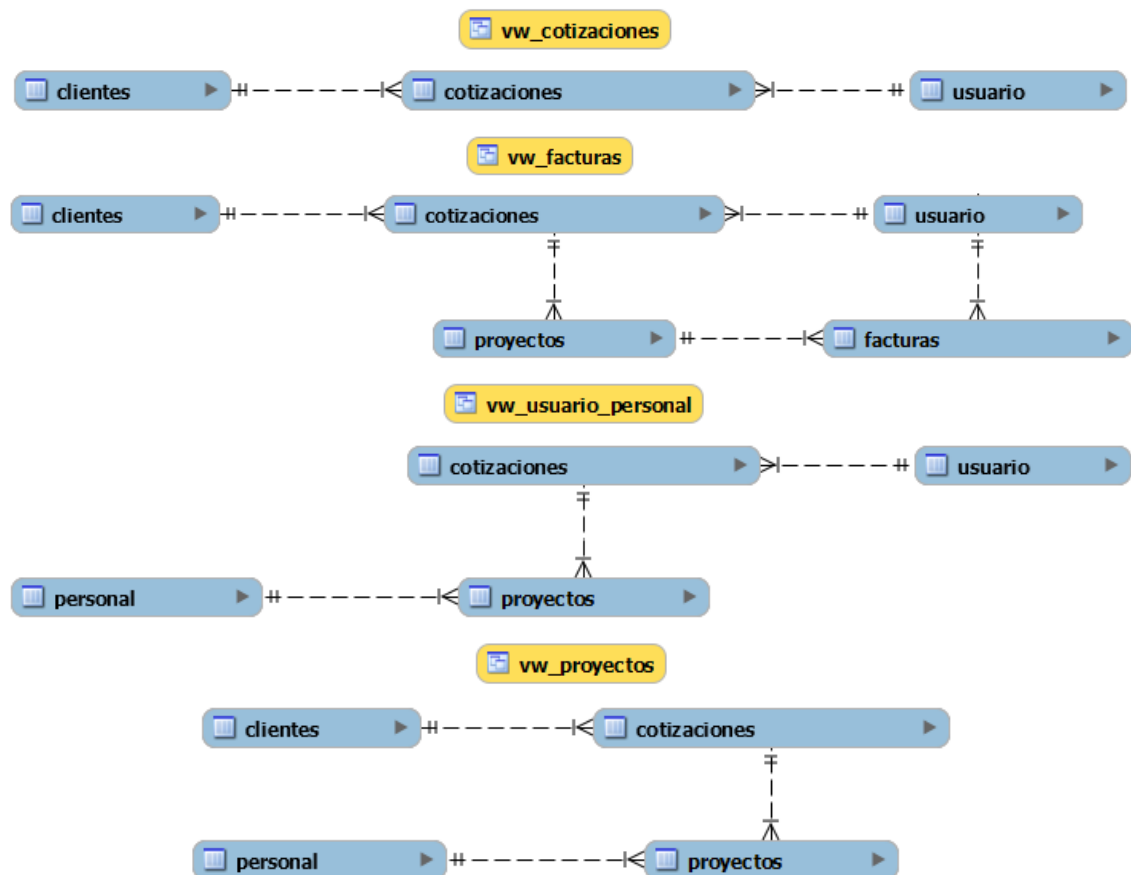 vw_cotizaciones
clientes cotizaciones usuario
vw_facturas
clientes cotizaciones usuario
proyectos facturas
vw_usuario_personal
cotizaciones usuario
personal proyectos
vw_proyectos
clientes cotizaciones
personal proyectos